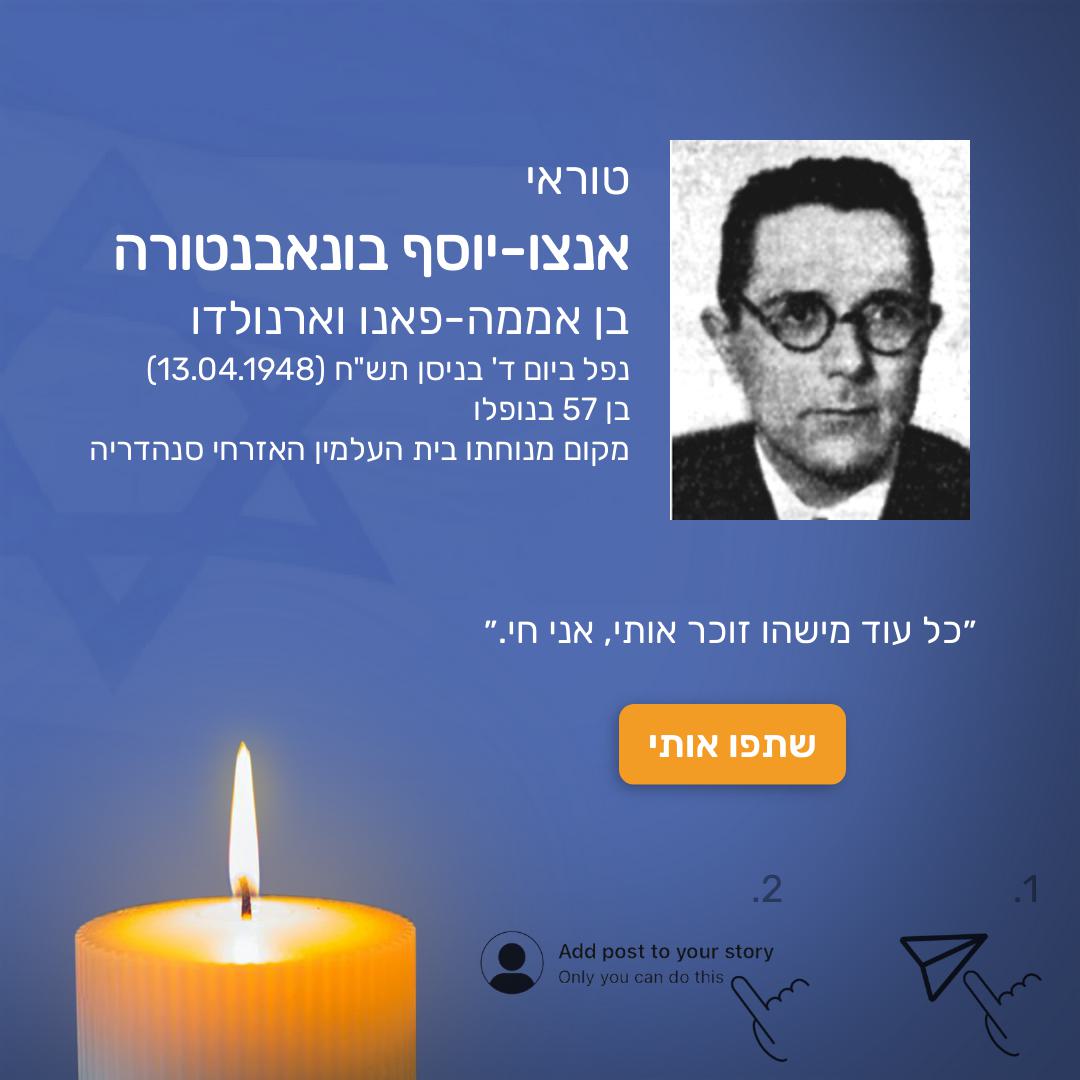 טוראי
אנצו-יוסף בונאבנטורה
בן אממה-פאנו וארנולדו
נפל ביום ד' בניסן תש"ח (13.04.1948)
בן 57 בנופלו
מקום מנוחתו בית העלמין האזרחי סנהדריה
״כל עוד מישהו זוכר אותי, אני חי.״
שתפו אותי
.1
.2
Add post to your story
Only you can do this